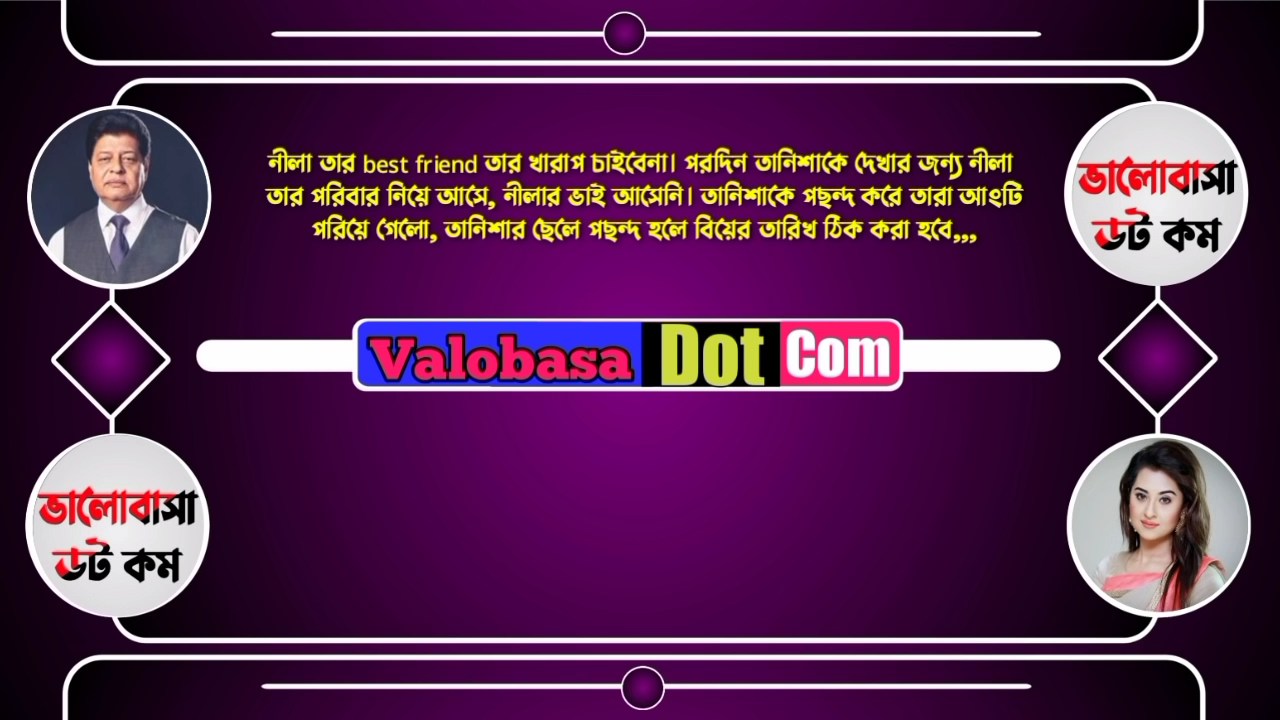 নীলা তার best friend তার খারাপ চাইবেনা। পরদিন তানিশাকে দেখার জন্য নীলা
তার পরিবার নিয়ে আসে, নীলার ভাই আসেনি। তানিশাকে পছন্দ করে তারা আংটি
পরিয়ে গেলো, তানিশার ছেলে পছন্দ হলে বিয়ের তারিখ ঠিক করা হবে,,,
ভালোবাসা
ডট কম
Valobasa Dot Com
ভালোবাসা
ডট কম